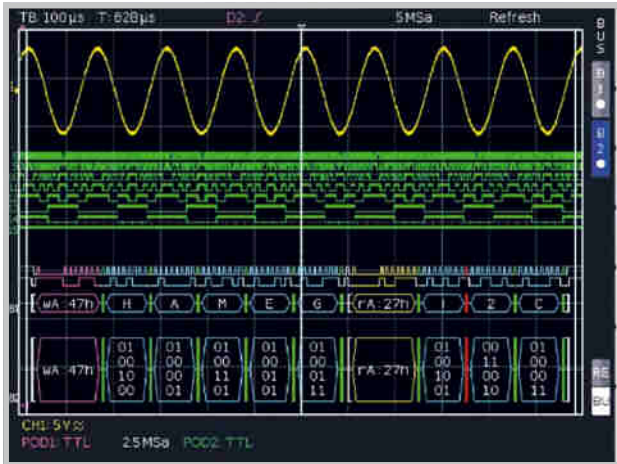 TB:100µs T:628µs D2: 5MSa Refresh
BUS
wA:47h H A M E G rA:27h I 2 C
wA:47h 01 01 01 01 01 rA:27h 01 00 01
00 00 00 00 00 00 11 00
10 00 11 01 01 10 00 00
00 01 01 01 11 01 10 11
CH1:5V
POD1:TTL 2.5MSa POD2:TTL